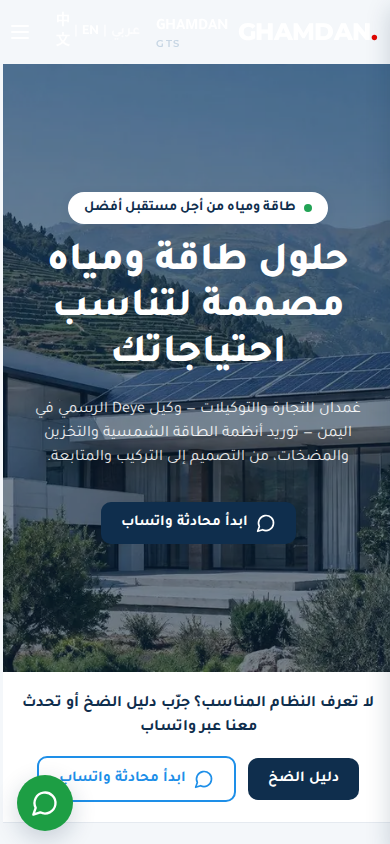 GHAMDAN.
GHAMDAN
GTS
عربي | EN | 中文
طاقة ومياه من أجل مستقبل أفضل
حلول طاقة ومياه
مصممة لتتناسب
احتياجاتك
غمدان للتجارة والتوكيلات – وكيل Deye الرسمي في
اليمن – توريد أنظمة الطاقة الشمسية والتخزين
والمضخات. من التصميم إلى التركيب والمتابعة.
ابدأ محادثة واتساب
لا تعرف النظام المناسب؟ جرّب دليل الضخ أو تحدث
معنا عبر واتساب
دليل الضخ
ابدأ محادثة واتساب